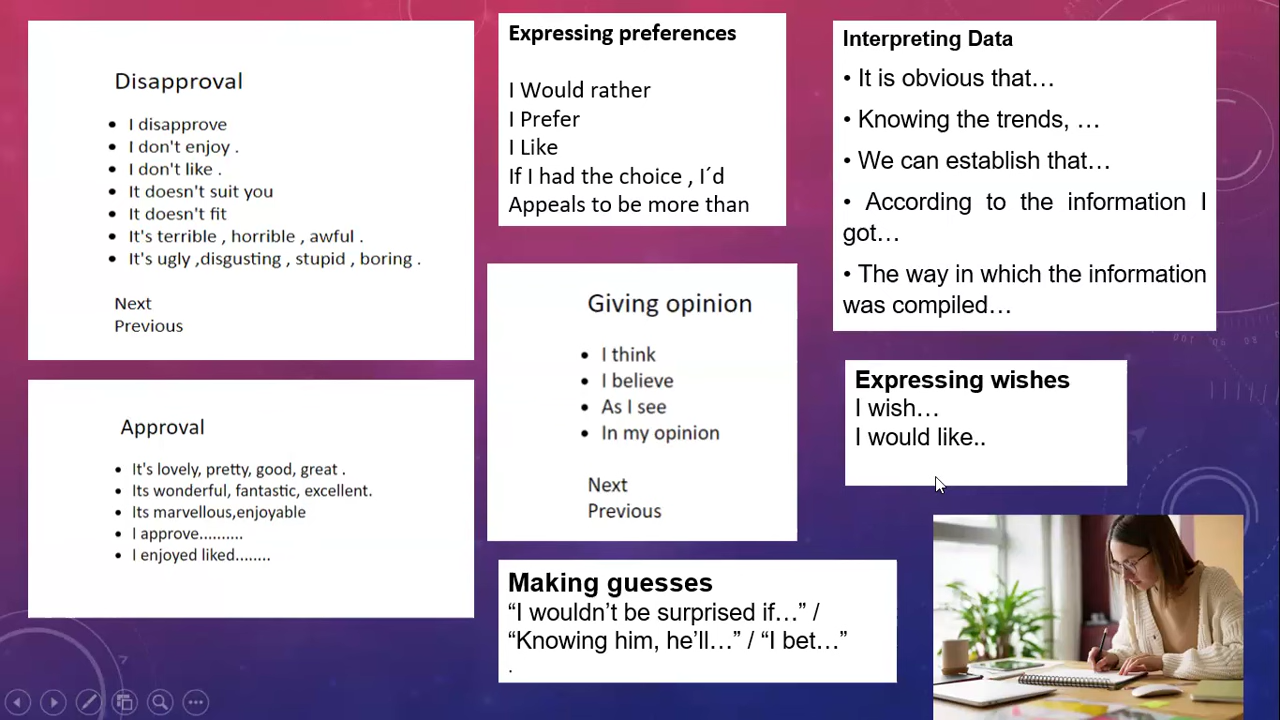 Disapproval
• I disapprove
• I don't enjoy .
• I don't like .
• It doesn't suit you
• It doesn't fit
• It's terrible , horrible , awful .
• It's ugly ,disgusting , stupid , boring .
Next
Previous
Approval
• It's lovely, pretty, good, great .
• Its wonderful, fantastic, excellent.
• Its marvellous,enjoyable
• I approve..........
• I enjoyed liked........
Expressing preferences
I Would rather
I Prefer
I Like
If I had the choice , I´d
Appeals to be more than
Giving opinion
• I think
• I believe
• As I see
• In my opinion
Next
Previous
Making guesses
“I wouldn’t be surprised if…” /
“Knowing him, he’ll…” / “I bet…”
.
Interpreting Data
• It is obvious that…
• Knowing the trends, …
• We can establish that…
• According to the information I
got…
• The way in which the information
was compiled…
Expressing wishes
I wish…
I would like..